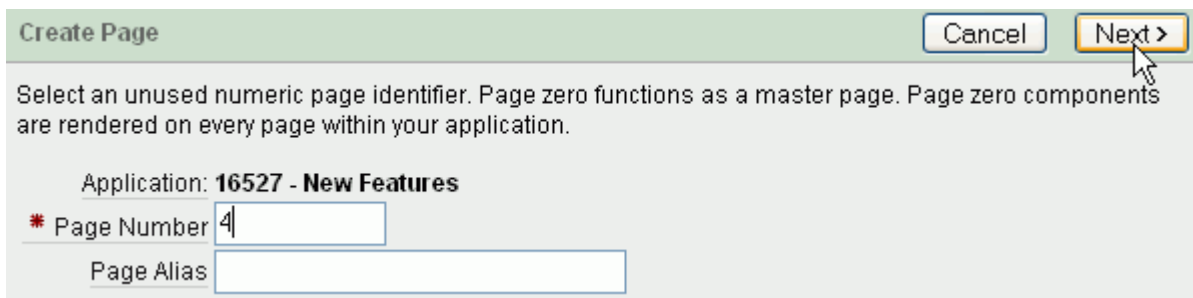 Create Page
Cancel
Next >
Select an unused numeric page identifier. Page zero functions as a master page. Page zero components
are rendered on every page within your application.
Application: 16527 - New Features
* Page Number 4
Page Alias